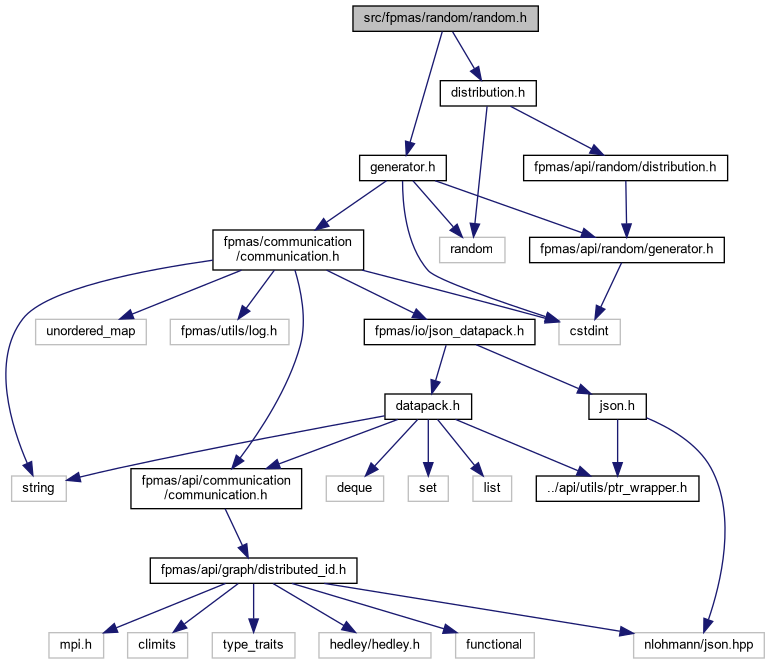 src/fpmas/random/random.h
distribution.h
generator.h
fpmas/api/random/distribution.h
fpmas/communication
/communication.h
random
fpmas/api/random/generator.h
unordered_map
fpmas/utils/log.h
fpmas/io/json_datapack.h
cstdint
datapack.h
json.h
string
fpmas/api/communication
/communication.h
deque
set
list
../api/utils/ptr_wrapper.h
fpmas/api/graph/distributed_id.h
mpi.h
climits
type_traits
hedley/hedley.h
functional
nlohmann/json.hpp